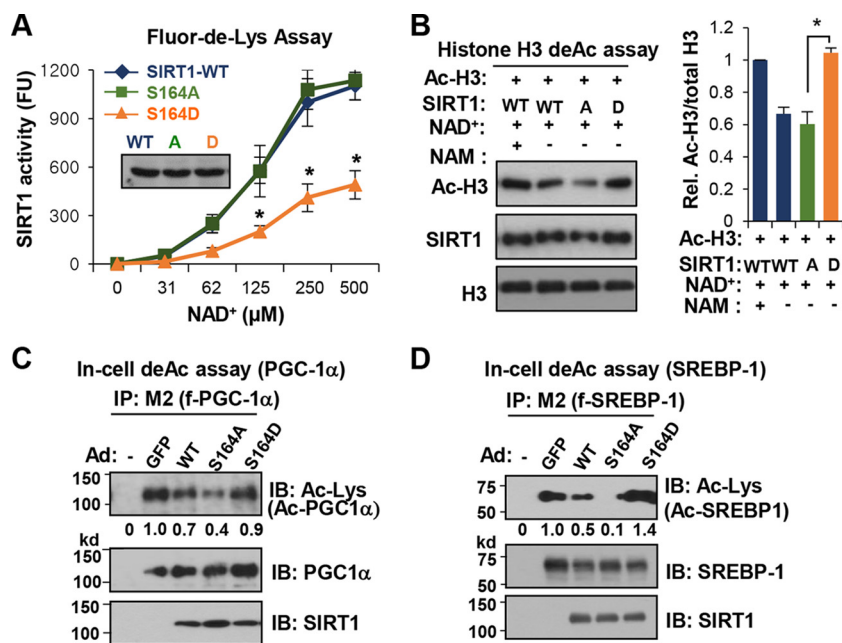 A
Fluor-de-Lys Assay
SIRT1 activity (FU)
1200
900
600
300
0
SIRT1-WT
S164A
S164D
WT A D
*
*
*
0 31 62 125 250 500
NAD+ (µM)
B
Histone H3 deAc assay
Ac-H3: + + + +
SIRT1: WT WT A D
NAD+: + + + +
NAM : + - - -
Ac-H3
SIRT1
H3
Rel. Ac-H3/total H3
1.2
1
0.8
0.6
0.4
0.2
0
*
Ac-H3: + + + +
SIRT1: WT WT A D
NAD+: + + + +
NAM : + - - -
C
In-cell deAc assay (PGC-1α)
IP: M2 (f-PGC-1α)
Ad: - GFP WT S164A S164D
150
100
IB: Ac-Lys
(Ac-PGC1α)
0 1.0 0.7 0.4 0.9
kd
150
100
IB: PGC1α
150
100
IB: SIRT1
D
In-cell deAc assay (SREBP-1)
IP: M2 (f-SREBP-1)
Ad: - GFP WT S164A S164D
75
50
IB: Ac-Lys
(Ac-SREBP1)
0 1.0 0.5 0.1 1.4
kd
75
50
IB: SREBP-1
150
100
IB: SIRT1